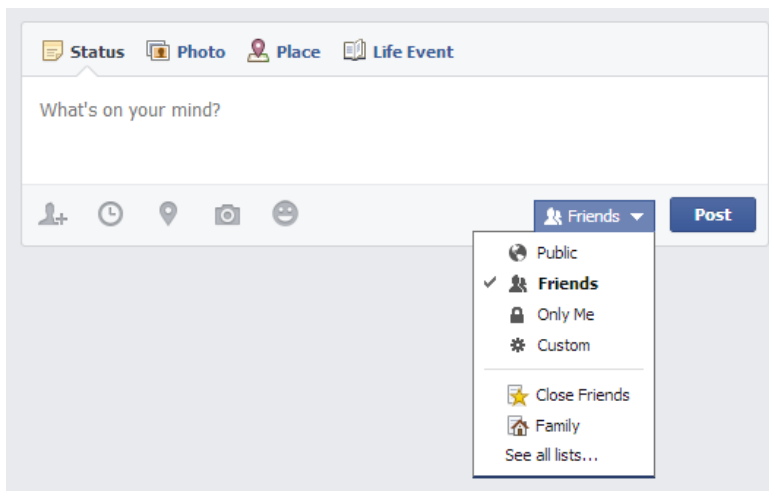 Status Photo Place Life Event
What's on your mind?
Friends Post
Public
Friends
Only Me
Custom
Close Friends
Family
See all lists...